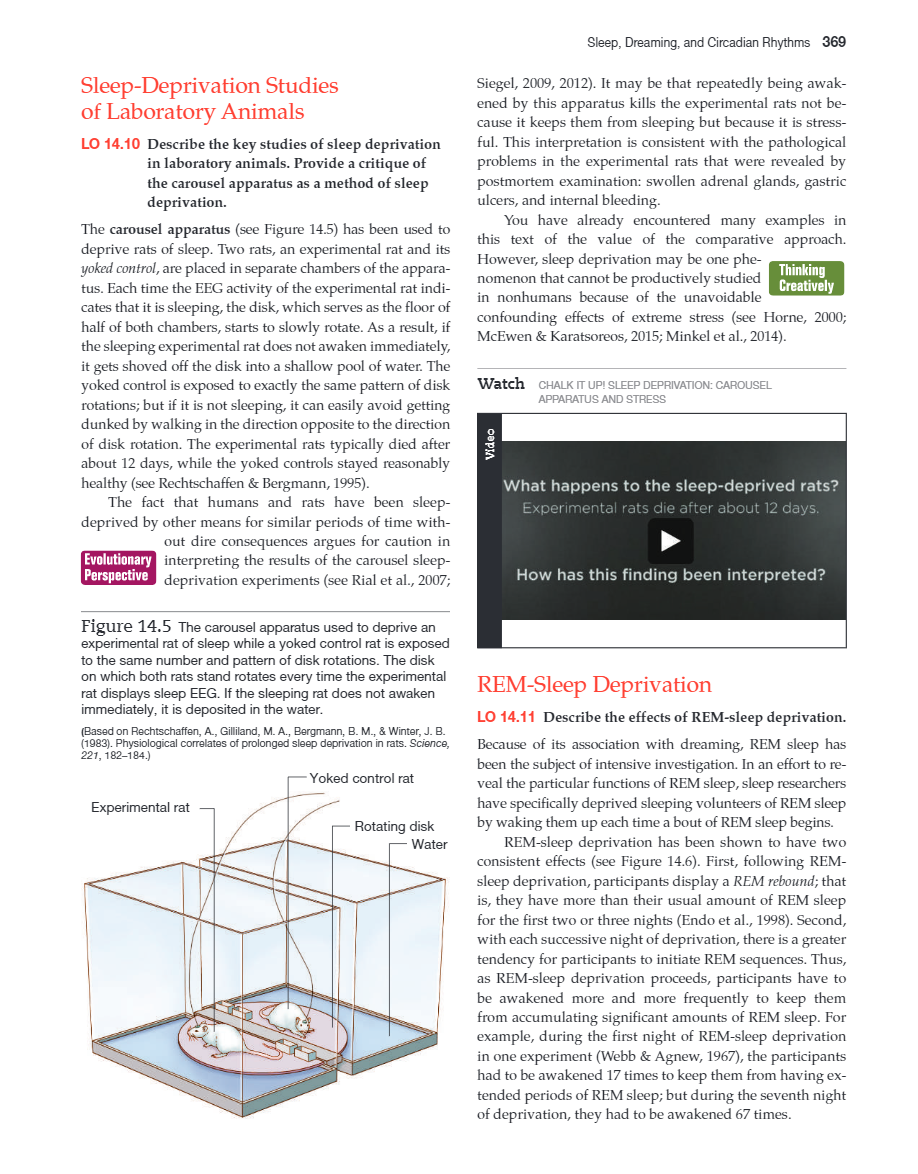 Sleep, Dreaming, and Circadian Rhythms 369
Sleep-Deprivation Studies
of Laboratory Animals
LO 14.10 Describe the key studies of sleep deprivation
in laboratory animals. Provide a critique of
the carousel apparatus as a method of sleep
deprivation.
The carousel apparatus (see Figure 14.5) has been used to
deprive rats of sleep. Two rats, an experimental rat and its
yoked control, are placed in separate chambers of the appara-
tus. Each time the EEG activity of the experimental rat indi-
cates that it is sleeping, the disk, which serves as the floor of
half of both chambers, starts to slowly rotate. As a result, if
the sleeping experimental rat does not awaken immediately,
it gets shoved off the disk into a shallow pool of water. The
yoked control is exposed to exactly the same pattern of disk
rotations; but if it is not sleeping, it can easily avoid getting
dunked by walking in the direction opposite to the direction
of disk rotation. The experimental rats typically died after
about 12 days, while the yoked controls stayed reasonably
healthy (see Rechtschaffen & Bergmann, 1995).
The fact that humans and rats have been sleep-
deprived by other means for similar periods of time with-
out dire consequences argues for caution in
interpreting the results of the carousel sleep-
deprivation experiments (see Rial et al., 2007;
Evolutionary
Perspective
Figure 14.5 The carousel apparatus used to deprive an
experimental rat of sleep while a yoked control rat is exposed
to the same number and pattern of disk rotations. The disk
on which both rats stand rotates every time the experimental
rat displays sleep EEG. If the sleeping rat does not awaken
immediately, it is deposited in the water.
(Based on Rechtschaffen, A., Gilliland, M. A., Bergmann, B. M., & Winter, J. B.
(1983). Physiological correlates of prolonged sleep deprivation in rats. Science,
221, 182–184.)
Yoked control rat
Experimental rat
Rotating disk
Water
Siegel, 2009, 2012). It may be that repeatedly being awak-
ened by this apparatus kills the experimental rats not be-
cause it keeps them from sleeping but because it is stress-
ful. This interpretation is consistent with the pathological
problems in the experimental rats that were revealed by
postmortem examination: swollen adrenal glands, gastric
ulcers, and internal bleeding.
You have already encountered many examples in
this text of the value of the comparative approach.
However, sleep deprivation may be one phe-
nomenon that cannot be productively studied
in nonhumans because of the unavoidable
confounding effects of extreme stress (see Horne, 2000;
McEwen & Karatsoreos, 2015; Minkel et al., 2014).
Thinking
Creatively
Watch CHALK IT UP! SLEEP DEPRIVATION: CAROUSEL
APPARATUS AND STRESS
Video
What happens to the sleep-deprived rats?
Experimental rats die after about 12 days.
How has this finding been interpreted?
REM-Sleep Deprivation
LO 14.11 Describe the effects of REM-sleep deprivation.
Because of its association with dreaming, REM sleep has
been the subject of intensive investigation. In an effort to re-
veal the particular functions of REM sleep, sleep researchers
have specifically deprived sleeping volunteers of REM sleep
by waking them up each time a bout of REM sleep begins.
REM-sleep deprivation has been shown to have two
consistent effects (see Figure 14.6). First, following REM-
sleep deprivation, participants display a REM rebound; that
is, they have more than their usual amount of REM sleep
for the first two or three nights (Endo et al., 1998). Second,
with each successive night of deprivation, there is a greater
tendency for participants to initiate REM sequences. Thus,
as REM-sleep deprivation proceeds, participants have to
be awakened more and more frequently to keep them
from accumulating significant amounts of REM sleep. For
example, during the first night of REM-sleep deprivation
in one experiment (Webb & Agnew, 1967), the participants
had to be awakened 17 times to keep them from having ex-
tended periods of REM sleep; but during the seventh night
of deprivation, they had to be awakened 67 times.